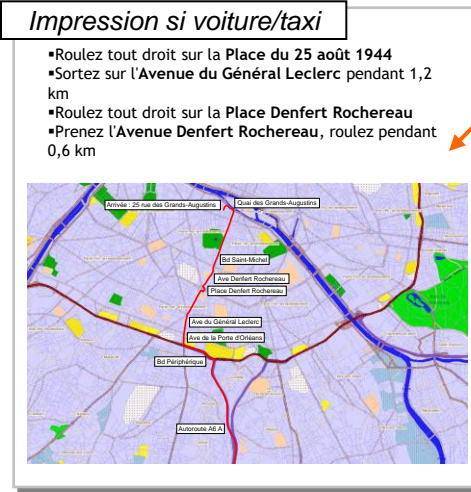 Impression si voiture/taxi
▪Roulez tout droit sur la Place du 25 août 1944
▪Sortez sur l'Avenue du Général Leclerc pendant 1,2
km
▪Roulez tout droit sur la Place Denfert Rochereau
▪Prenez l'Avenue Denfert Rochereau, roulez pendant
0,6 km
Arrivée : 25 rue des Grands-Augustins
Quai des Grands-Augustins
Bd Saint-Michel
Ave Denfert Rochereau
Place Denfert Rochereau
Ave du Général Leclerc
Ave de la Porte d'Orléans
Bd Périphérique
Autoroute A6 A